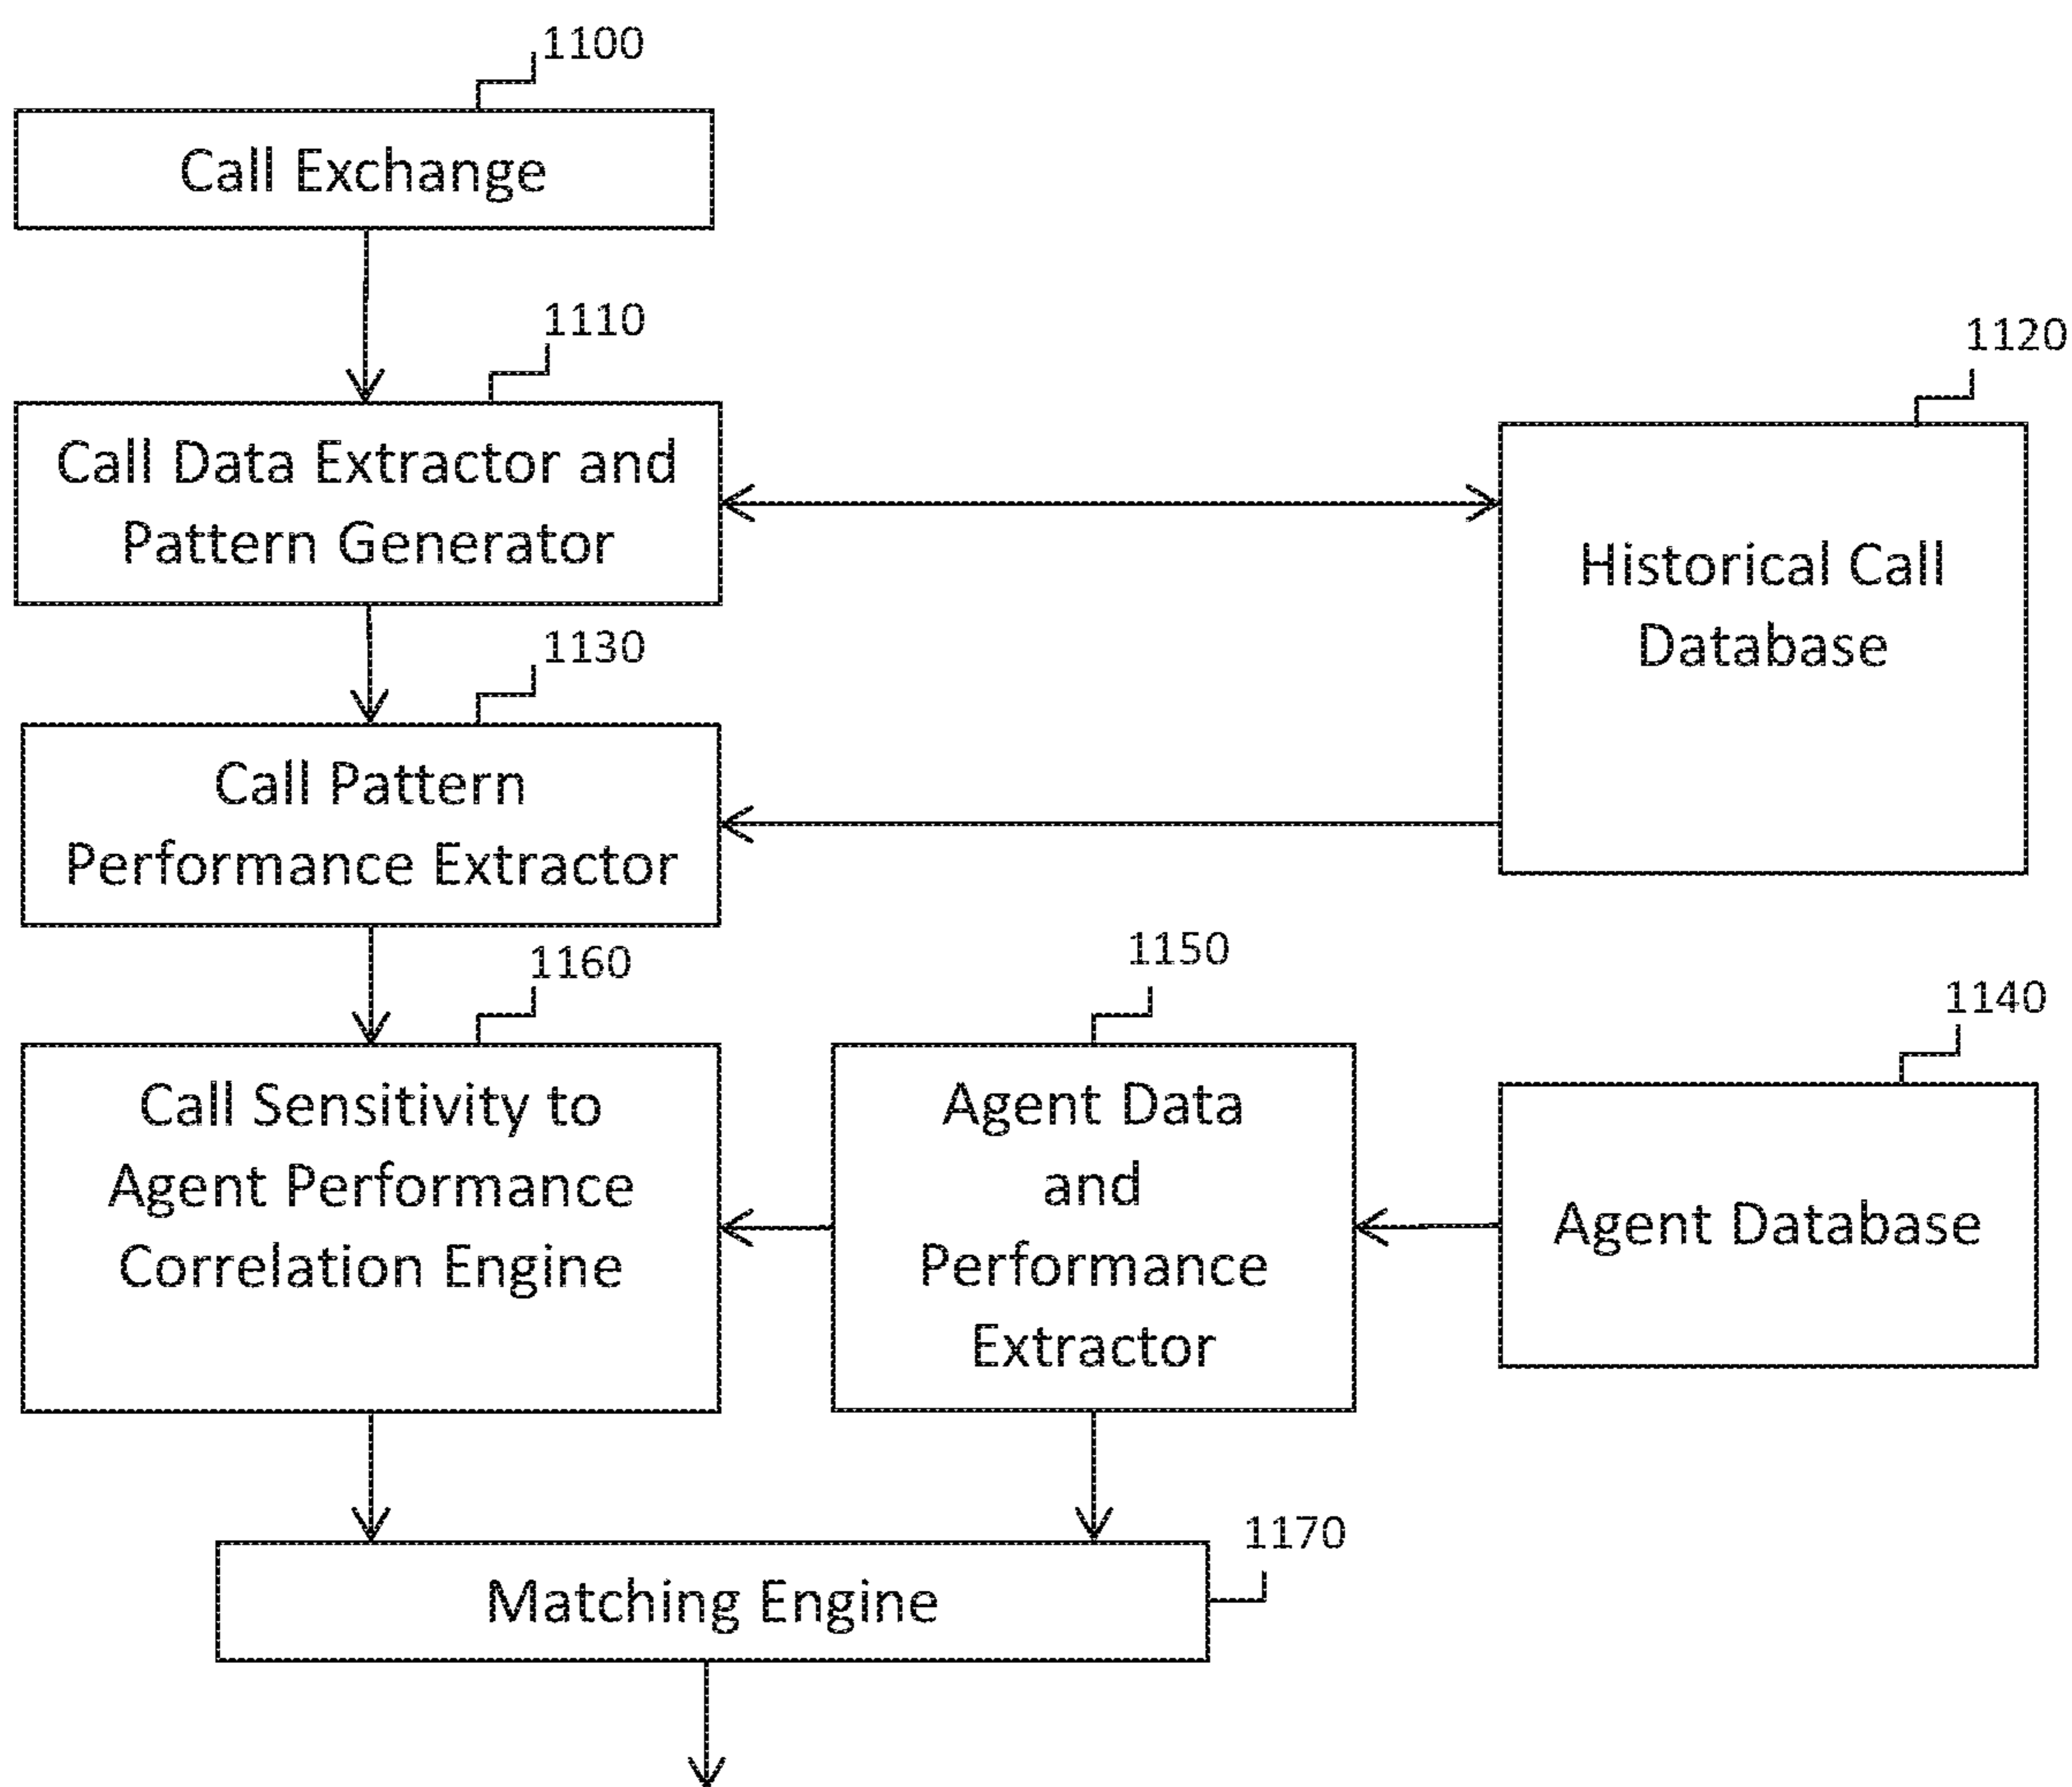 1100
Call Exchange
1110
1120
Call Data Extractor and
Pattern Generator
Historical Call
Database
1130
Call Pattern
Performance Extractor
1160
1150
1140
Call Sensitivity to
Agent Performance
Correlation Engine
Agent Data
and
Performance
Extractor
Agent Database
1170
Matching Engine